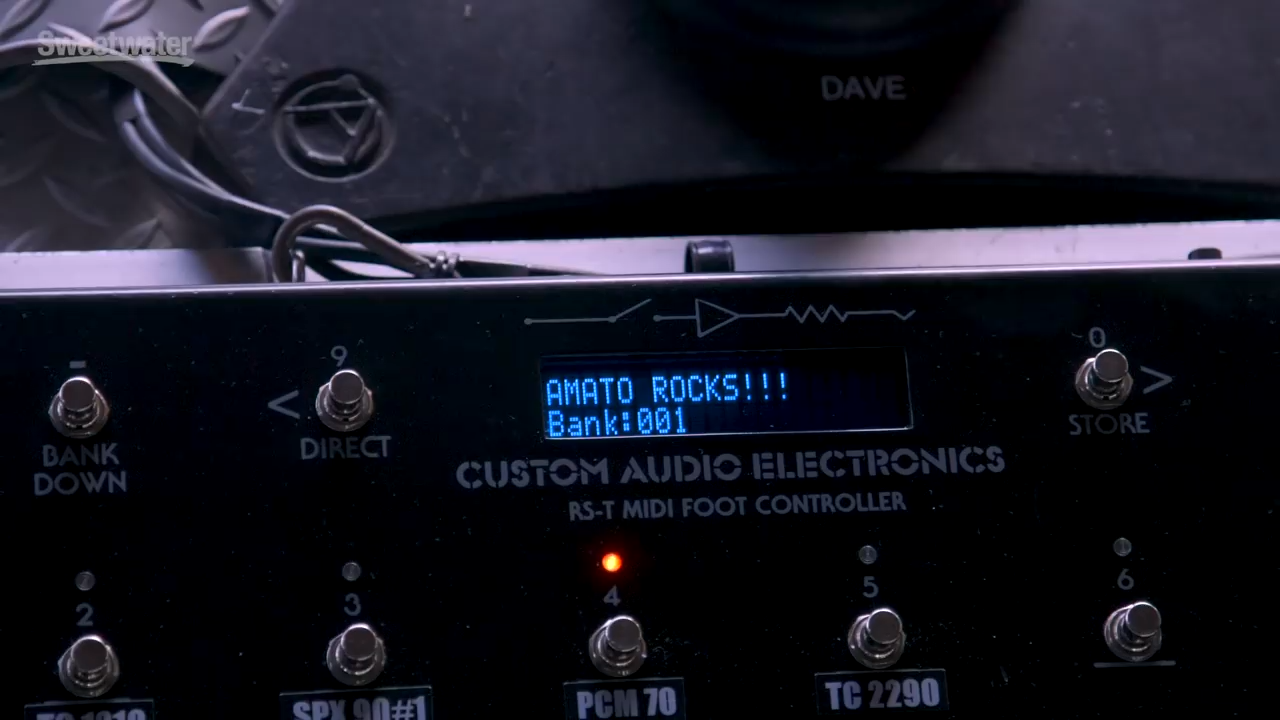 Sweetwater
DAVE
-
9
0
<
>
BANK
DOWN
DIRECT
AMATO ROCKS!!!
Bank:001
STORE
CUSTOM AUDIO ELECTRONICS
RS-T MIDI FOOT CONTROLLER
2
3
4
5
6
SPX 90#1
PCM 70
TC 2290